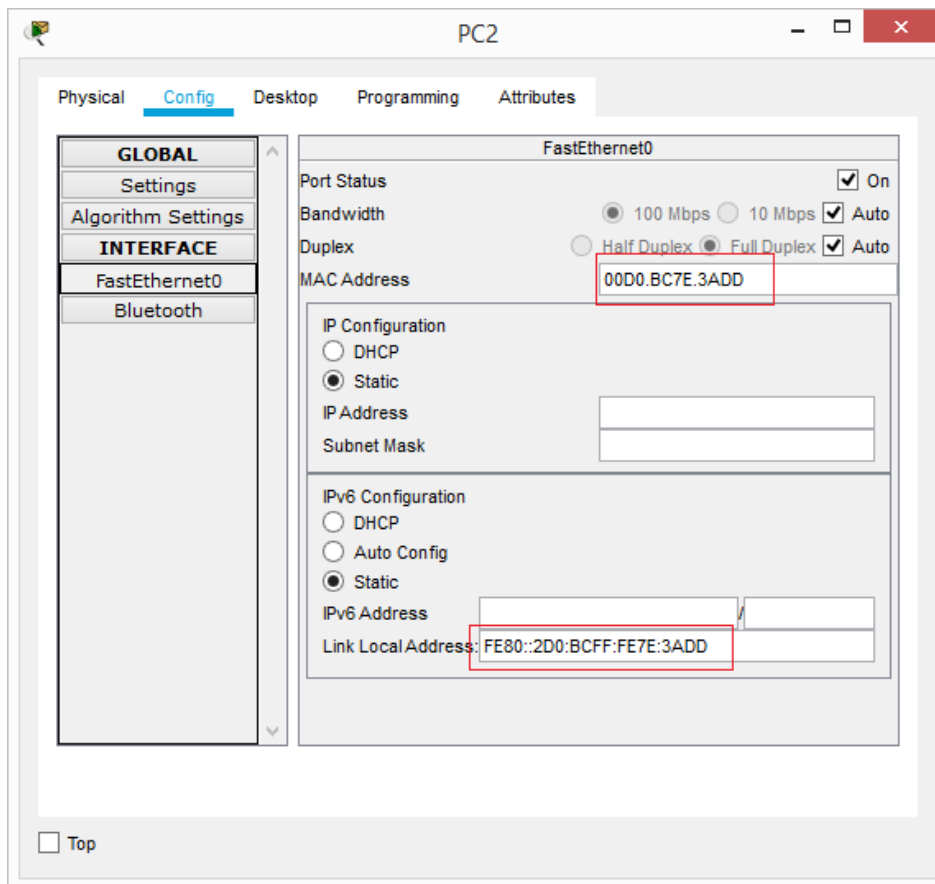 PC2
Physical Config Desktop Programming Attributes
GLOBAL
Settings
Algorithm Settings
INTERFACE
FastEthernet0
Bluetooth
FastEthernet0
Port Status On
Bandwidth 100 Mbps 10 Mbps Auto
Duplex Half Duplex Full Duplex Auto
MAC Address 00D0.BC7E.3ADD
IP Configuration
DHCP
Static
IP Address
Subnet Mask
IPv6 Configuration
DHCP
Auto Config
Static
IPv6 Address /
Link Local Address: FE80::2D0:BCFF:FE7E:3ADD
Top